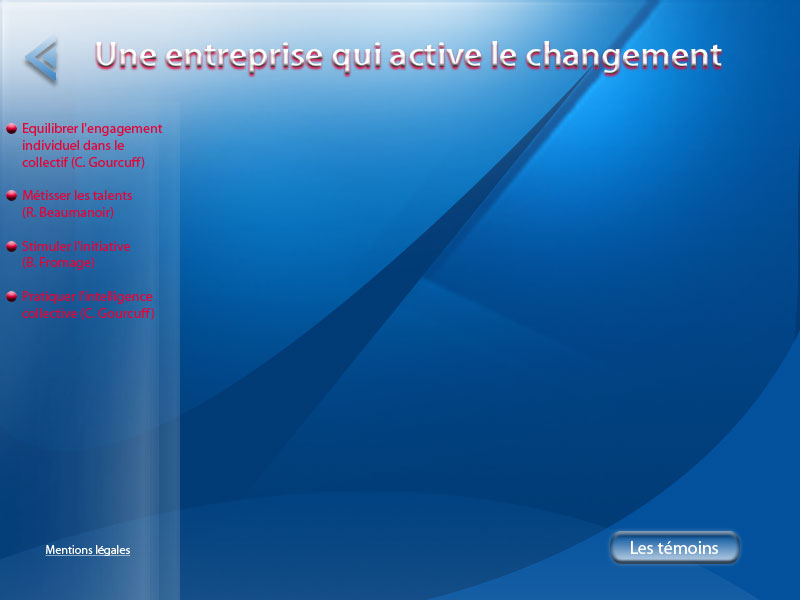 Une entreprise qui active le changement
Equilibrer l'engagement
individuel dans le
collectif (C. Gourcuff)
Métisser les talents
(R. Beaumanoir)
Stimuler l'initiative
(B. Fromage)
Pratiquer l'intelligence
collective (C. Gourcuff)
Mentions légales
Les témoins